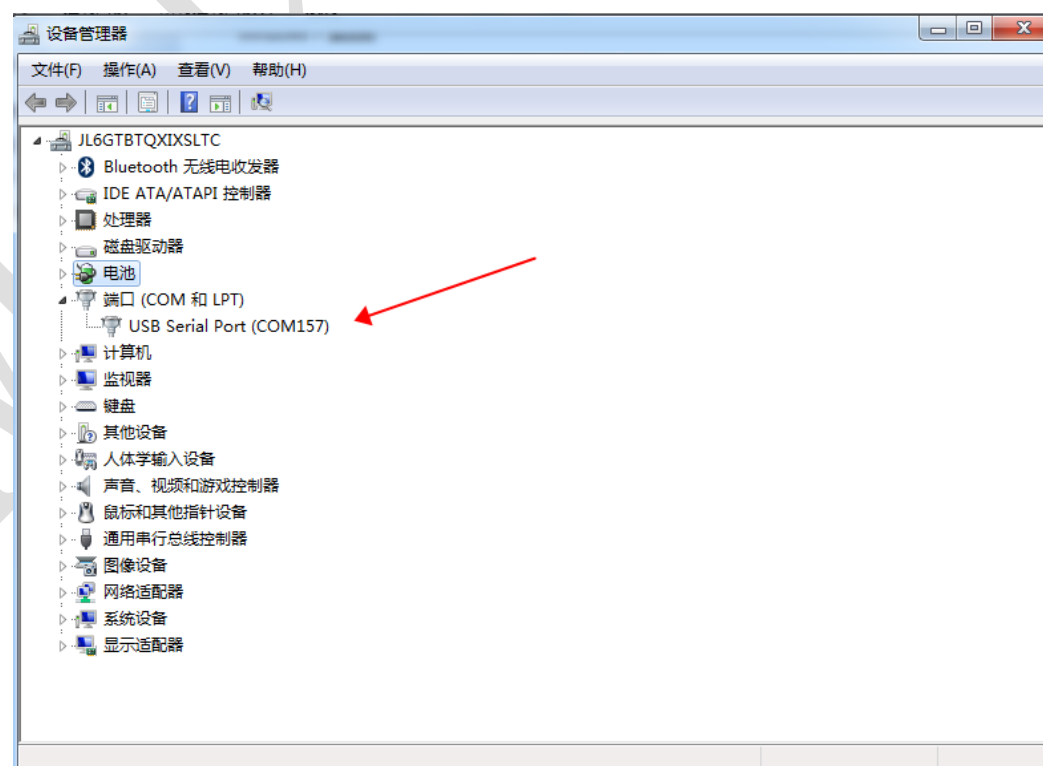 设备管理器
文件(F) 操作(A) 查看(V) 帮助(H)
JL6GTBTQXIXSLTC
Bluetooth 无线电收发器
IDE ATA/ATAPI 控制器
处理器
磁盘驱动器
电池
端口 (COM 和 LPT)
USB Serial Port (COM157)
计算机
监视器
键盘
其他设备
人体学输入设备
声音、视频和游戏控制器
鼠标和其他指针设备
通用串行总线控制器
图像设备
网络适配器
系统设备
显示适配器